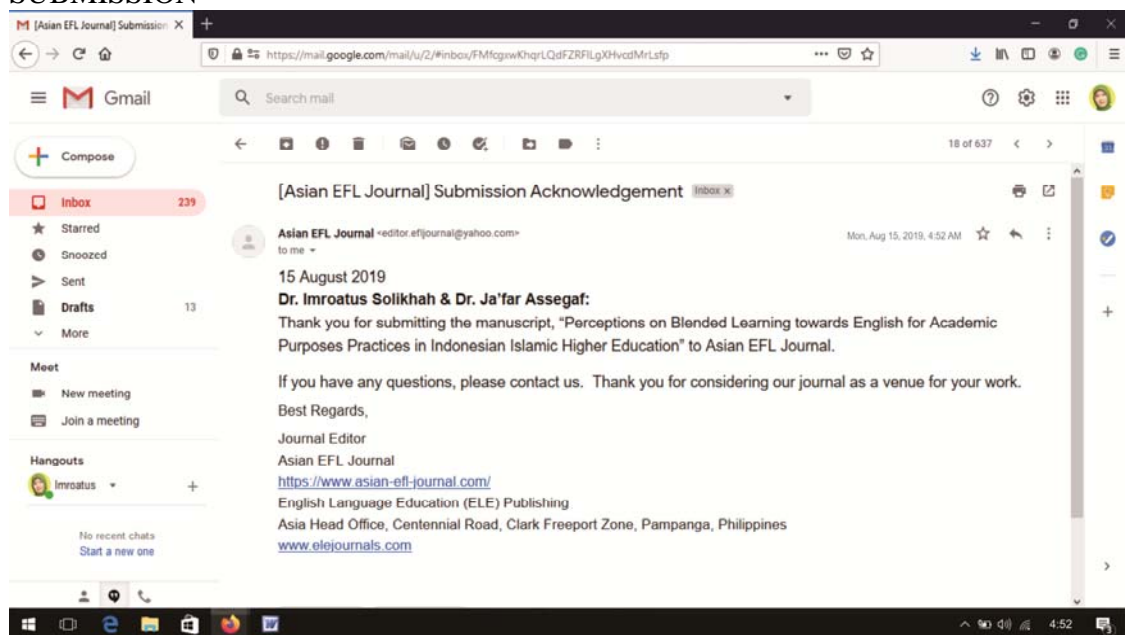 SUBMISSION
[Asian EFL Journal] Submission
https://mail.google.com/mail/u/2/#inbox/FMfcgxwKhqrLQdFZRFlLgXHvcdMrLsfp
Gmail
Search mail
Compose
18 of 637
[Asian EFL Journal] Submission Acknowledgement Inbox x
Inbox 239
Starred
Snoozed
Sent
Drafts 13
More
Asian EFL Journal <editor.efljournal@yahoo.com>
Mon, Aug 15, 2019, 4:52 AM
to me
15 August 2019
Dr. Imroatus Solikhah & Dr. Ja'far Assegaf:
Thank you for submitting the manuscript, “Perceptions on Blended Learning towards English for Academic
Purposes Practices in Indonesian Islamic Higher Education” to Asian EFL Journal.
If you have any questions, please contact us. Thank you for considering our journal as a venue for your work.
Best Regards,
Journal Editor
Asian EFL Journal
https://www.asian-efl-journal.com/
English Language Education (ELE) Publishing
Asia Head Office, Centennial Road, Clark Freeport Zone, Pampanga, Philippines
www.elejournals.com
Meet
New meeting
Join a meeting
Hangouts
Imroatus
No recent chats
Start a new one
4:52